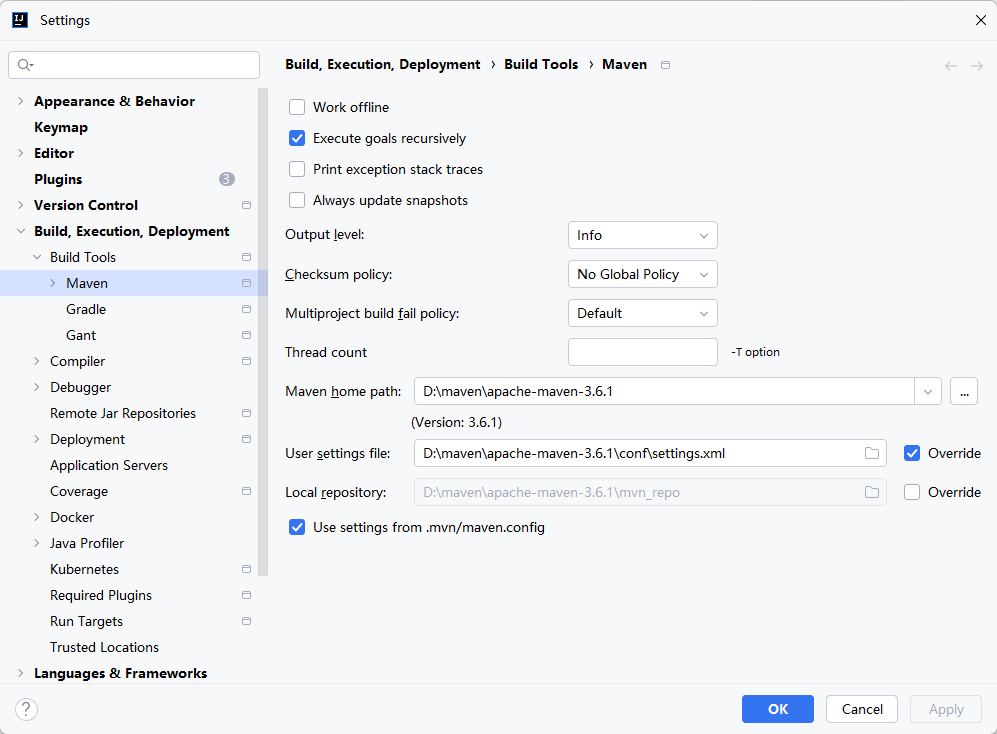 Settings
Build, Execution, Deployment › Build Tools › Maven
Appearance & Behavior
Keymap
Editor
Plugins 3
Version Control
Build, Execution, Deployment
Build Tools
Maven
Gradle
Gant
Compiler
Debugger
Remote Jar Repositories
Deployment
Application Servers
Coverage
Docker
Java Profiler
Kubernetes
Required Plugins
Run Targets
Trusted Locations
Languages & Frameworks
Work offline
Execute goals recursively
Print exception stack traces
Always update snapshots
Output level: Info
Checksum policy: No Global Policy
Multiproject build fail policy: Default
Thread count -T option
Maven home path: D:\maven\apache-maven-3.6.1 ...
(Version: 3.6.1)
User settings file: D:\maven\apache-maven-3.6.1\conf\settings.xml Override
Local repository: D:\maven\apache-maven-3.6.1\mvn_repo Override
Use settings from .mvn/maven.config
? OK Cancel Apply